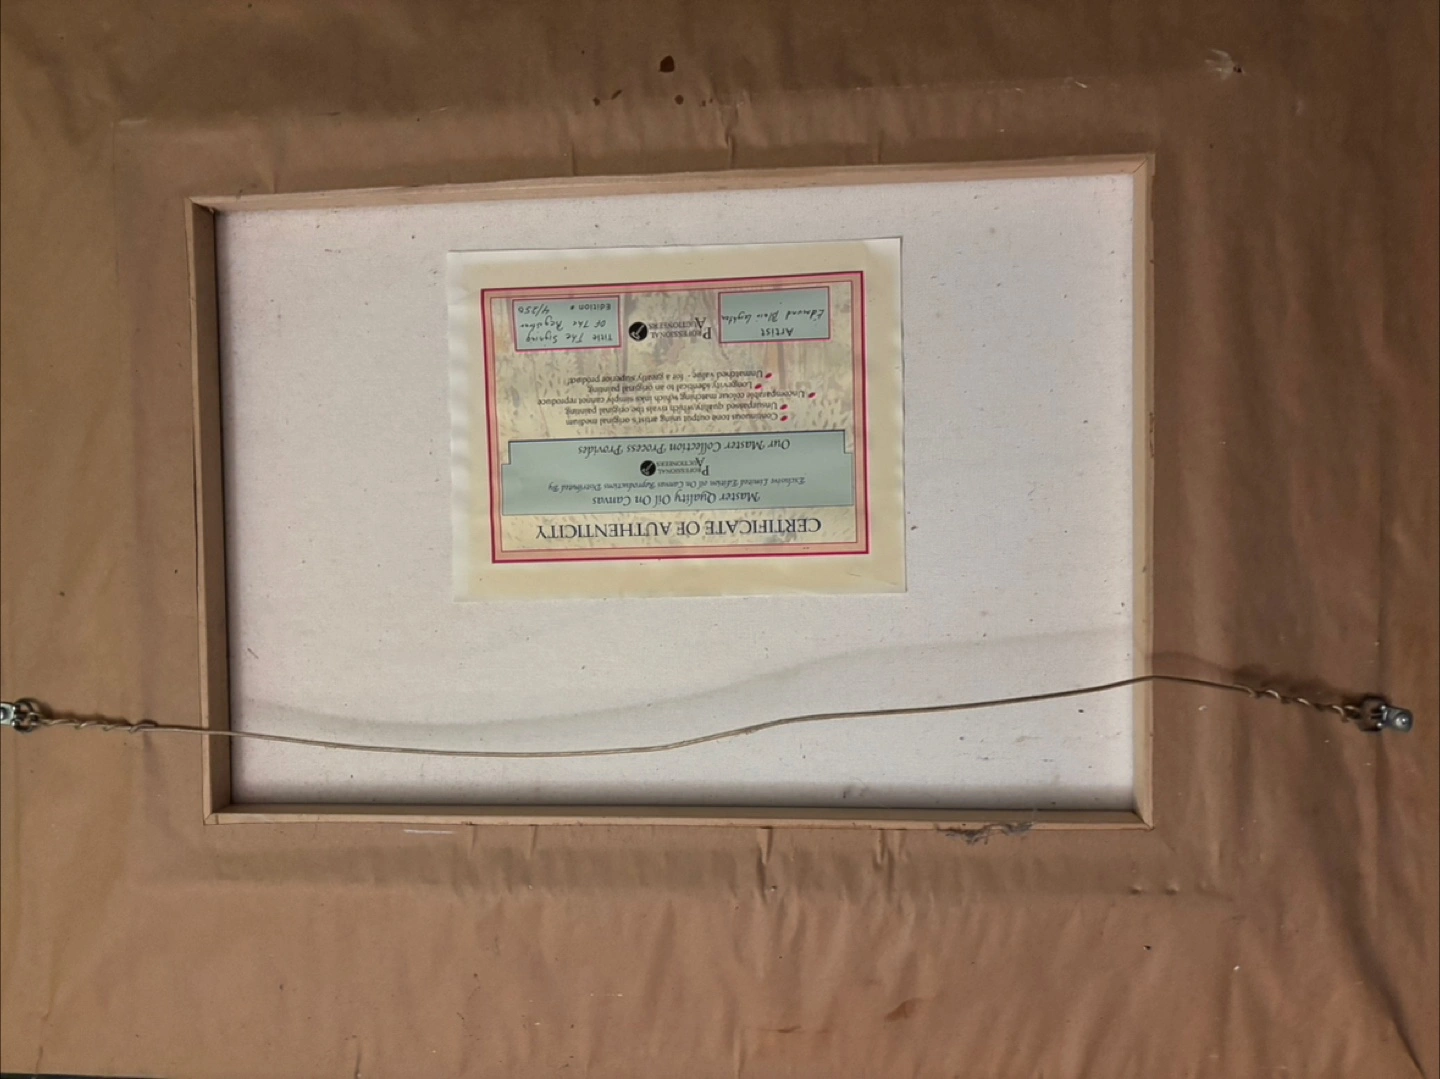 CERTIFICATE OF AUTHENTICITY
Master Quality Oil On Canvas
Exclusive Limited Edition oil On Canvas Reproductions Distributed By
PROFESSIONAL
AUCTIONEERS
Our Master Collection Process Provides
Continuous tone output using artist's original medium
Unsurpassed quality which rivals the original painting
Uncomparable colour matching which inks simply cannot reproduce
Longevity identical to an original painting
Unmatched value - for a greatly superior product!
Artist
Edmund Blair Leighton
PROFESSIONAL
AUCTIONEERS
Title The Signing
OF The Register
Edition # 4/250